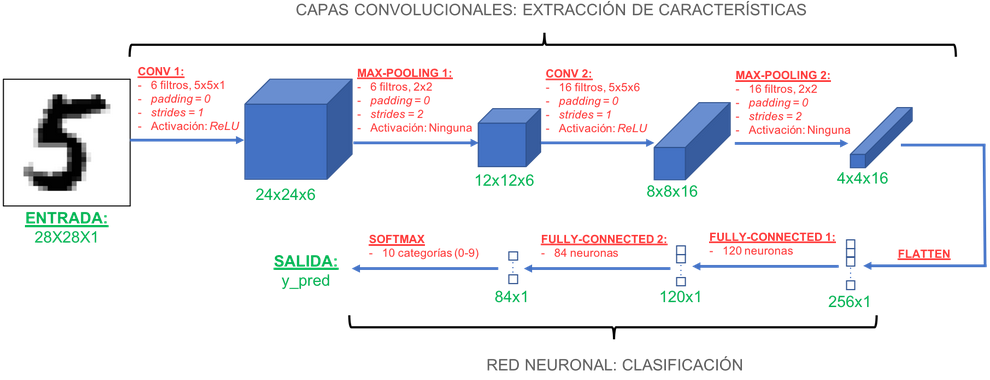 CAPAS CONVOLUCIONALES: EXTRACCIÓN DE CARACTERÍSTICAS
CONV 1:
- 6 filtros, 5x5x1
- padding = 0
- strides = 1
- Activación: ReLU
MAX-POOLING 1:
- 6 filtros, 2x2
- padding = 0
- strides = 2
- Activación: Ninguna
CONV 2:
- 16 filtros, 5x5x6
- padding = 0
- strides = 1
- Activación: ReLU
MAX-POOLING 2:
- 16 filtros, 2x2
- padding = 0
- strides = 2
- Activación: Ninguna
5
24x24x6
12x12x6
8x8x16
4x4x16
ENTRADA:
28X28X1
FLATTEN
FULLY-CONNECTED 1:
- 120 neuronas
FULLY-CONNECTED 2:
- 84 neuronas
SOFTMAX
- 10 categorías (0-9)
SALIDA:
y_pred
84x1
120x1
256x1
RED NEURONAL: CLASIFICACIÓN